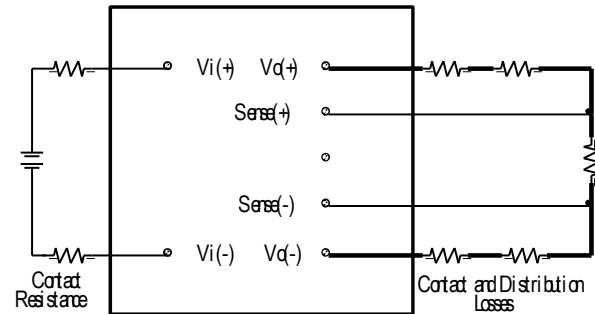 Vi(+) Vo(+)
Sense(+)
Sense(-)
Vi(-) Vo(-)
Contact
Resistance
Contact and Distribution
Losses